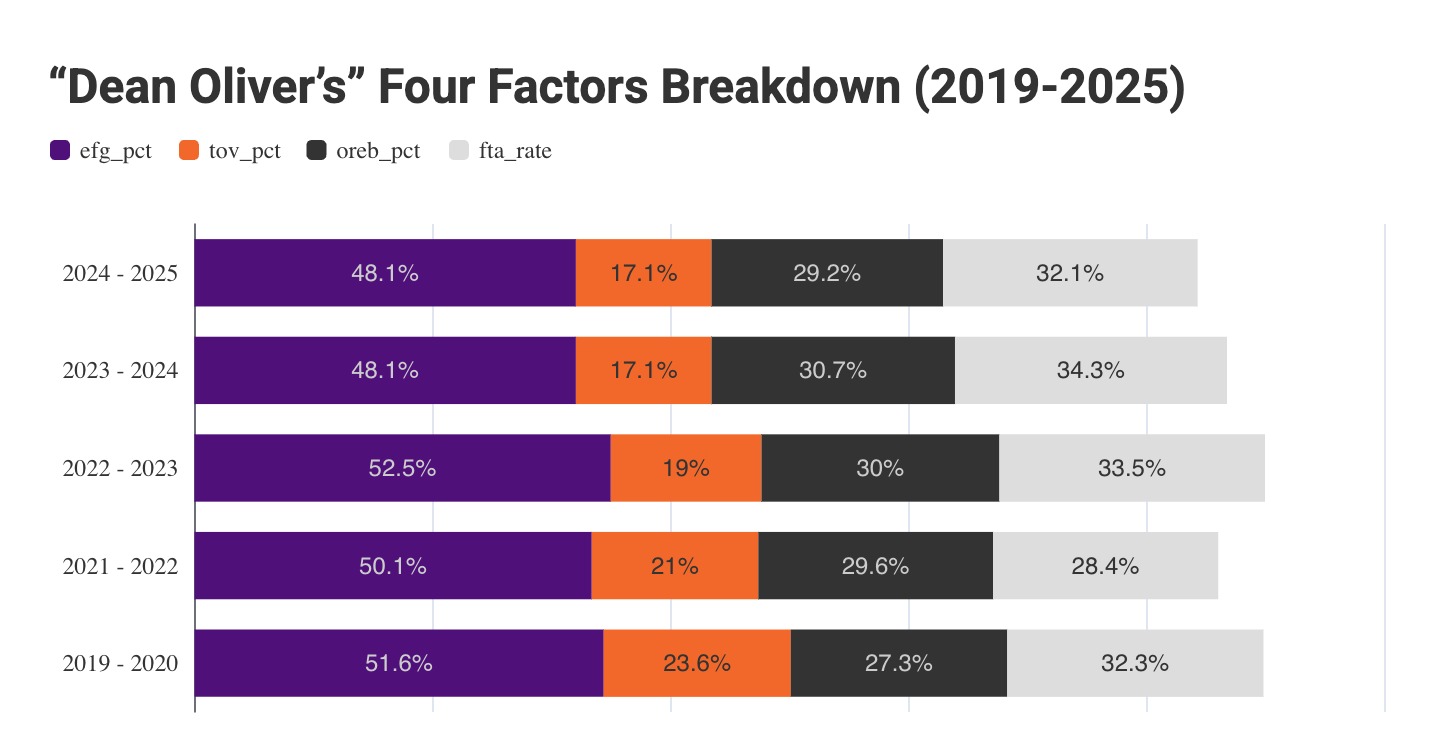 “Dean Oliver’s” Four Factors Breakdown (2019-2025)
efg_pct tov_pct oreb_pct fta_rate
2024 - 2025 48.1% 17.1% 29.2% 32.1%
2023 - 2024 48.1% 17.1% 30.7% 34.3%
2022 - 2023 52.5% 19% 30% 33.5%
2021 - 2022 50.1% 21% 29.6% 28.4%
2019 - 2020 51.6% 23.6% 27.3% 32.3%